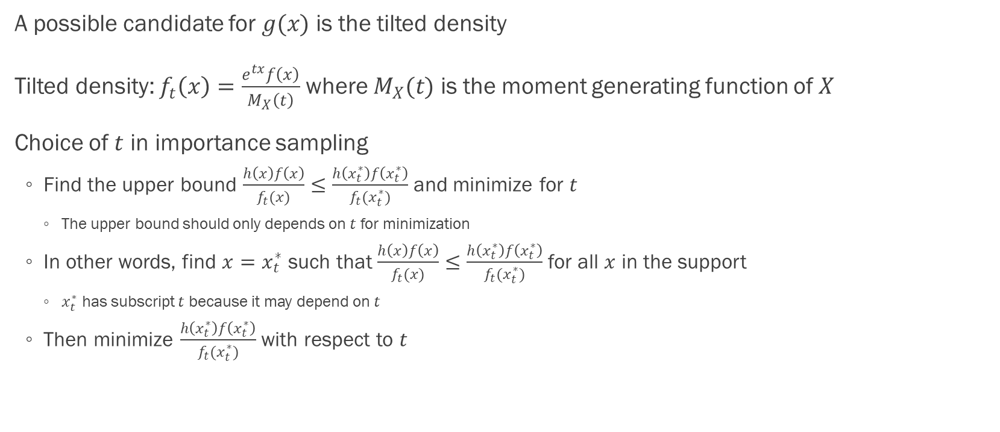 A possible candidate for g(x) is the tilted density
Tilted density: f_t(x) = \frac{e^{tx} f(x)}{M_X(t)} where M_X(t) is the moment generating function of X
Choice of t in importance sampling
◦ Find the upper bound \frac{h(x)f(x)}{f_t(x)} ≤ \frac{h(x_t^*)f(x_t^*)}{f_t(x_t^*)} and minimize for t
◦ The upper bound should only depends on t for minimization
◦ In other words, find x = x_t^* such that \frac{h(x)f(x)}{f_t(x)} ≤ \frac{h(x_t^*)f(x_t^*)}{f_t(x_t^*)} for all x in the support
◦ x_t^* has subscript t because it may depend on t
◦ Then minimize \frac{h(x_t^*)f(x_t^*)}{f_t(x_t^*)} with respect to t